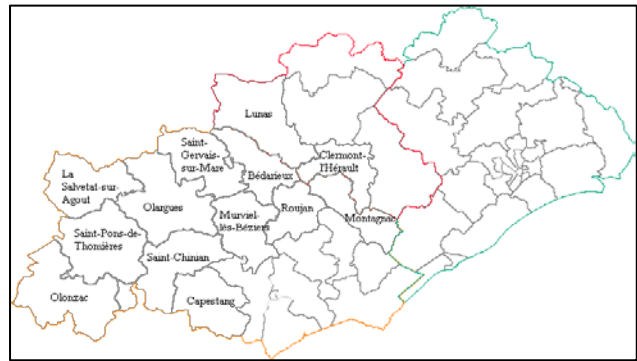 Lunas
Saint-
Gervais-
sur-Mare
Clermont-
l'Hérault
La
Salvetat-sur-
Agout
Bédarieux
Olargues
Murviel-
lès-Béziers
Roujan
Montagnac
Saint-Pons-de-
Thomières
Saint-Chinian
Olonzac
Capestang